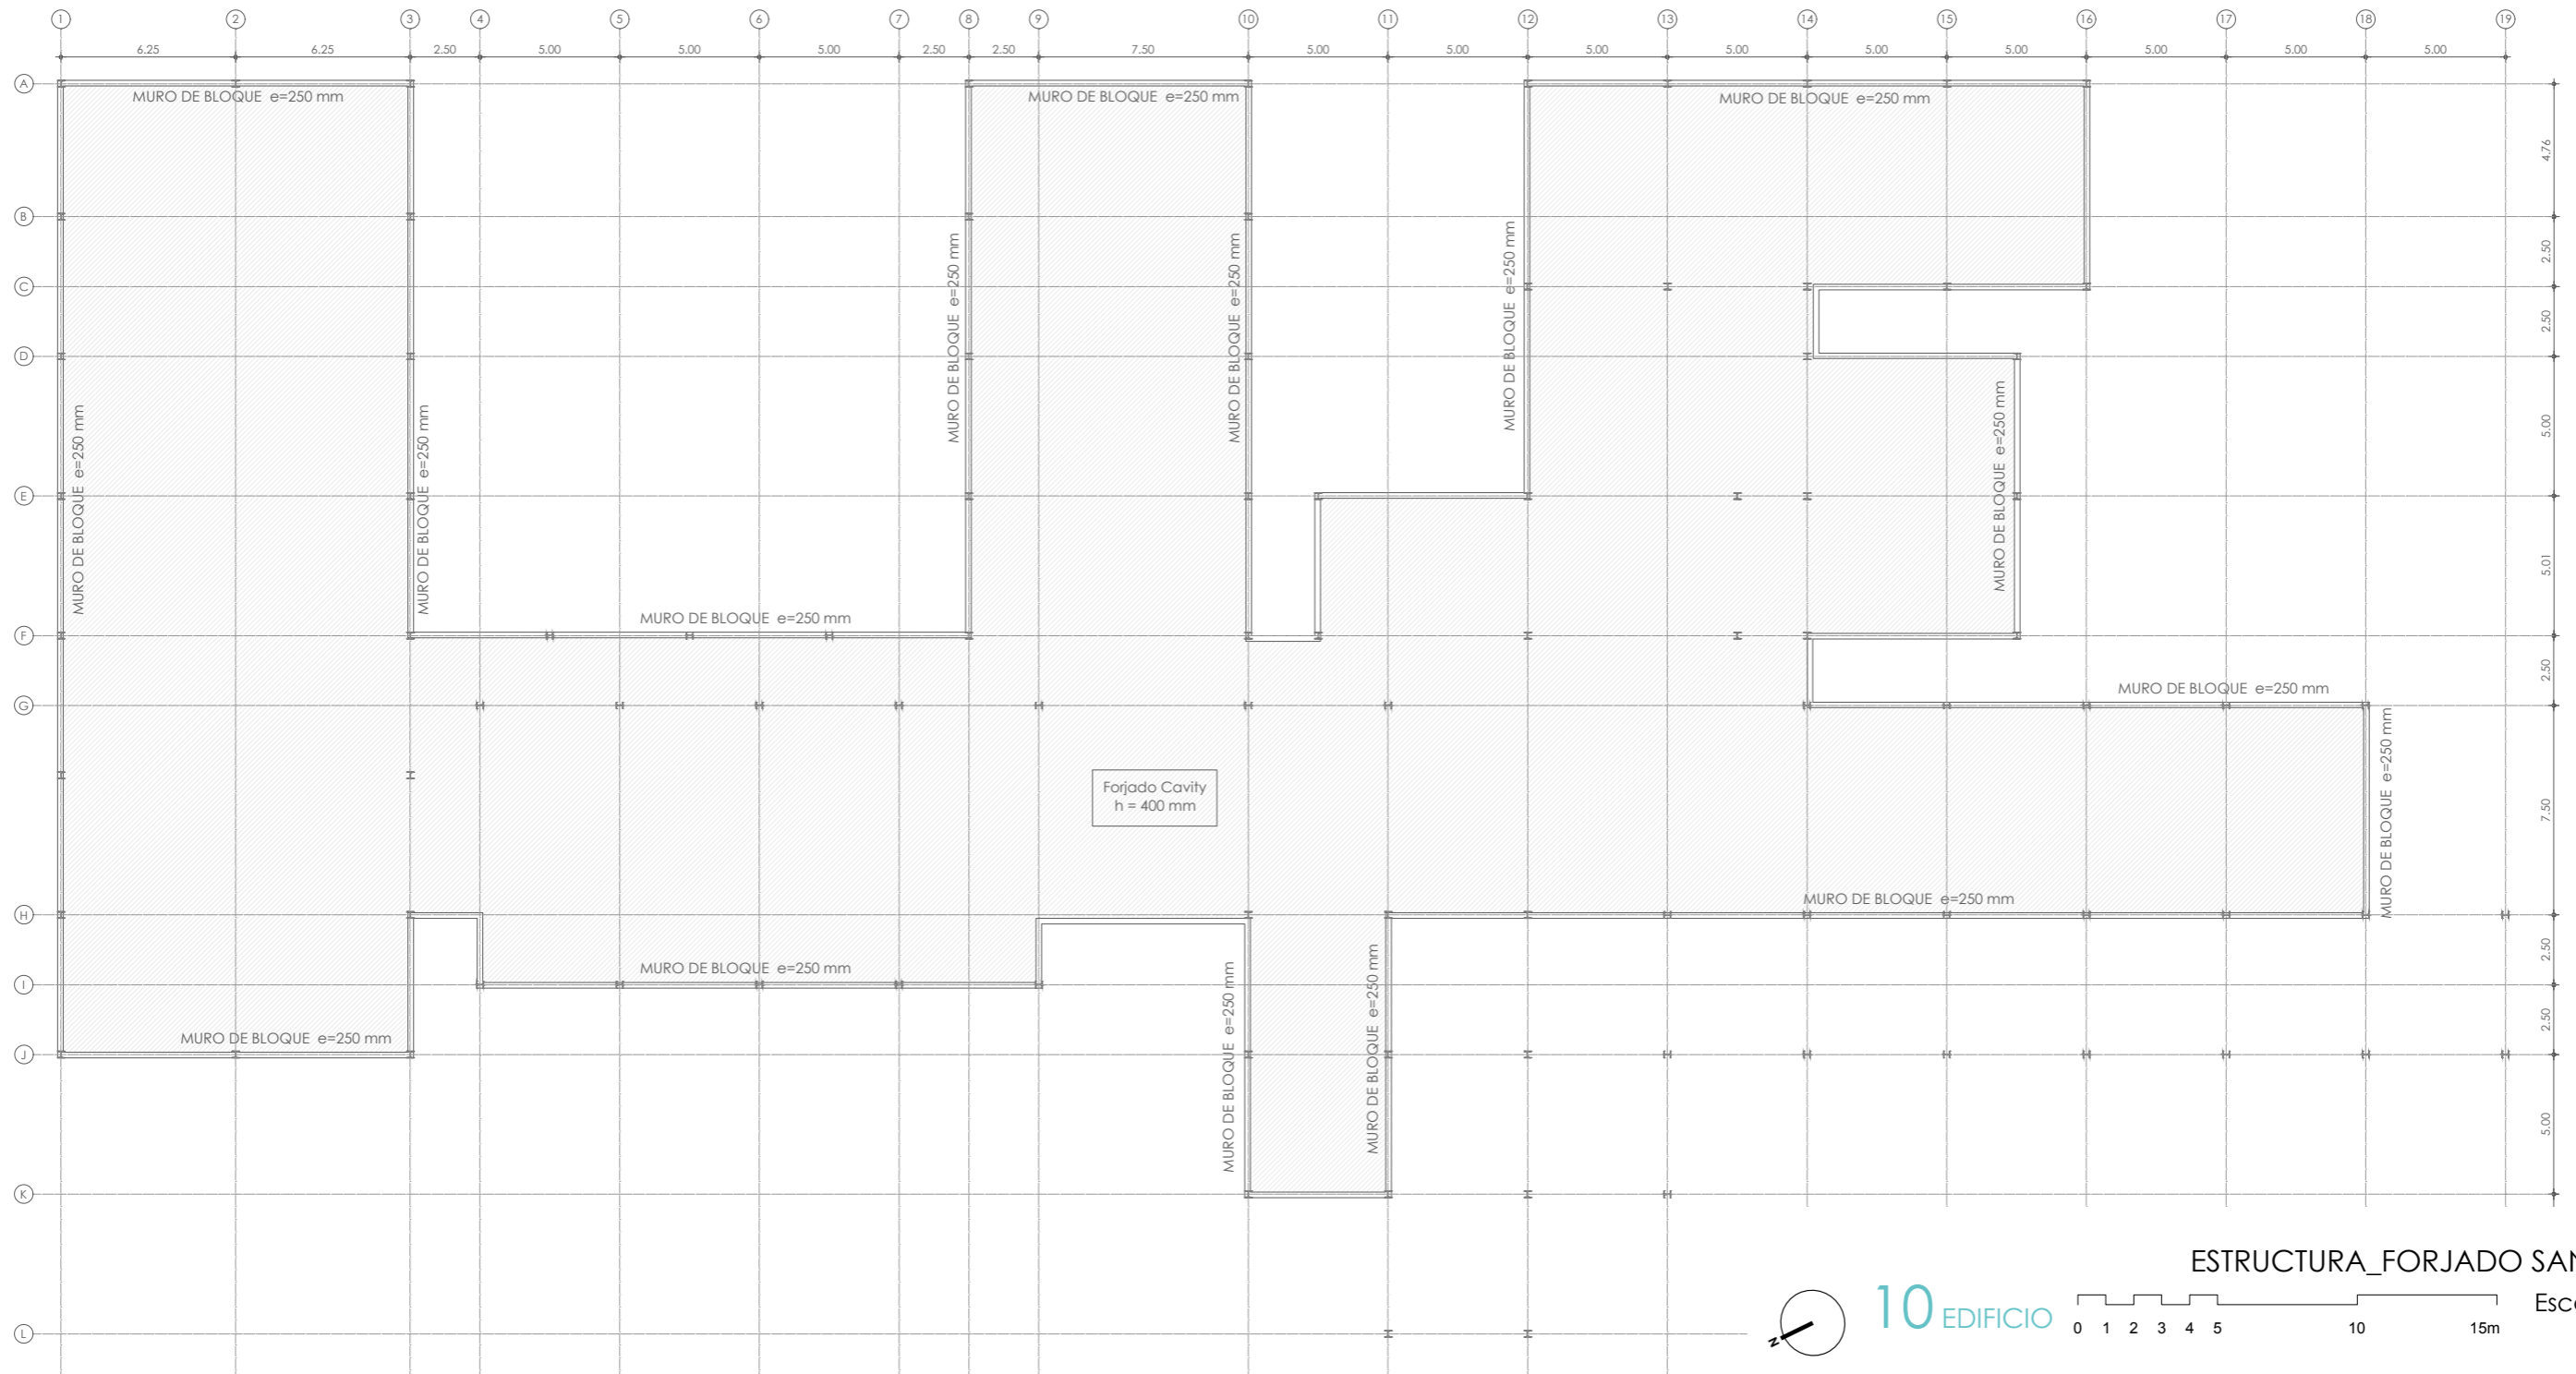 1 2 3 4 5 6 7 8 9 10 11 12 13 14 15 16 17 18 19
6.25 6.25 2.50 5.00 5.00 5.00 2.50 2.50 7.50 5.00 5.00 5.00 5.00 5.00 5.00 5.00 5.00 5.00
A
MURO DE BLOQUE e=250 mm
MURO DE BLOQUE e=250 mm
MURO DE BLOQUE e=250 mm
4.76
B
2.50
C
2.50
D
MURO DE BLOQUE e=250 mm
MURO DE BLOQUE e=250 mm
MURO DE BLOQUE e=250 mm
5.00
E
MURO DE BLOQUE e=250 mm
MURO DE BLOQUE e=250 mm
MURO DE BLOQUE e=250 mm
5.01
MURO DE BLOQUE e=250 mm
F
2.50
MURO DE BLOQUE e=250 mm
G
Forjado Cavity
h = 400 mm
MURO DE BLOQUE e=250 mm
7.50
MURO DE BLOQUE e=250 mm
H
2.50
MURO DE BLOQUE e=250 mm
I
2.50
MURO DE BLOQUE e=250 mm
J
MURO DE BLOQUE e=250 mm
MURO DE BLOQUE e=250 mm
5.00
K
ESTRUCTURA_FORJADO SAN
N
10 EDIFICIO
Esc
0 1 2 3 4 5 10 15m
L